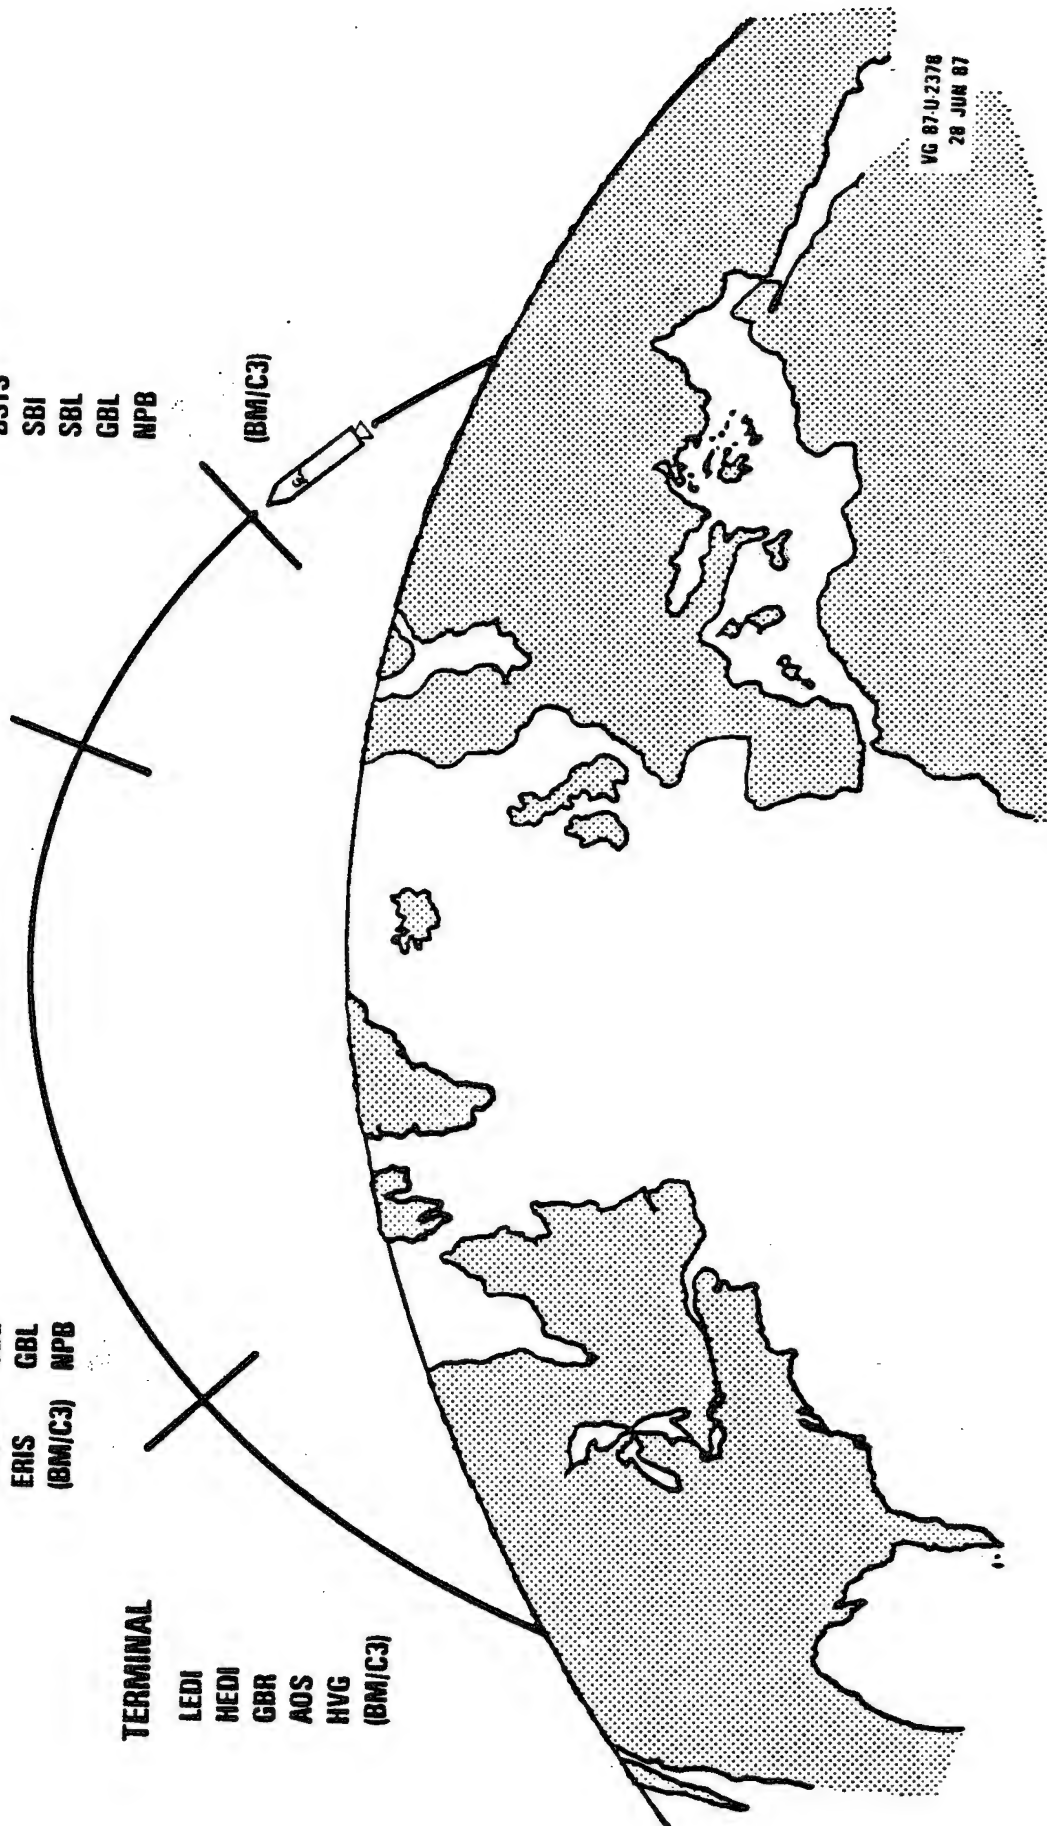 TERMINAL
LEDI
HEDI
GBR
AOS
HVG
(BM/C3)
ERIS
(BM/C3)
GBL
NPB
SBI
SBL
GBL
NPB
(BM/C3)
VG 87-U-2378
28 JUN 87